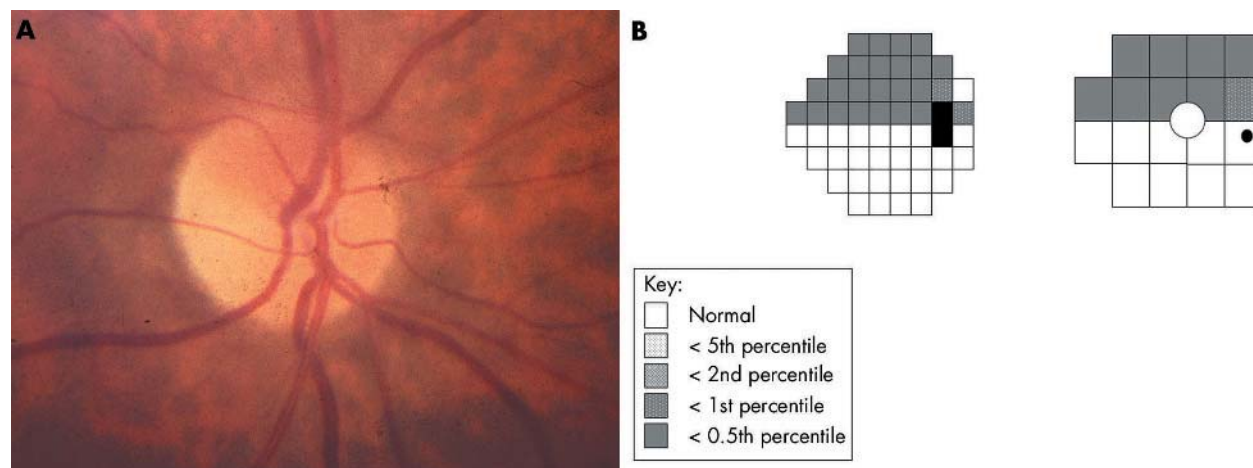 A
B
Key:
Normal
< 5th percentile
< 2nd percentile
< 1st percentile
< 0.5th percentile